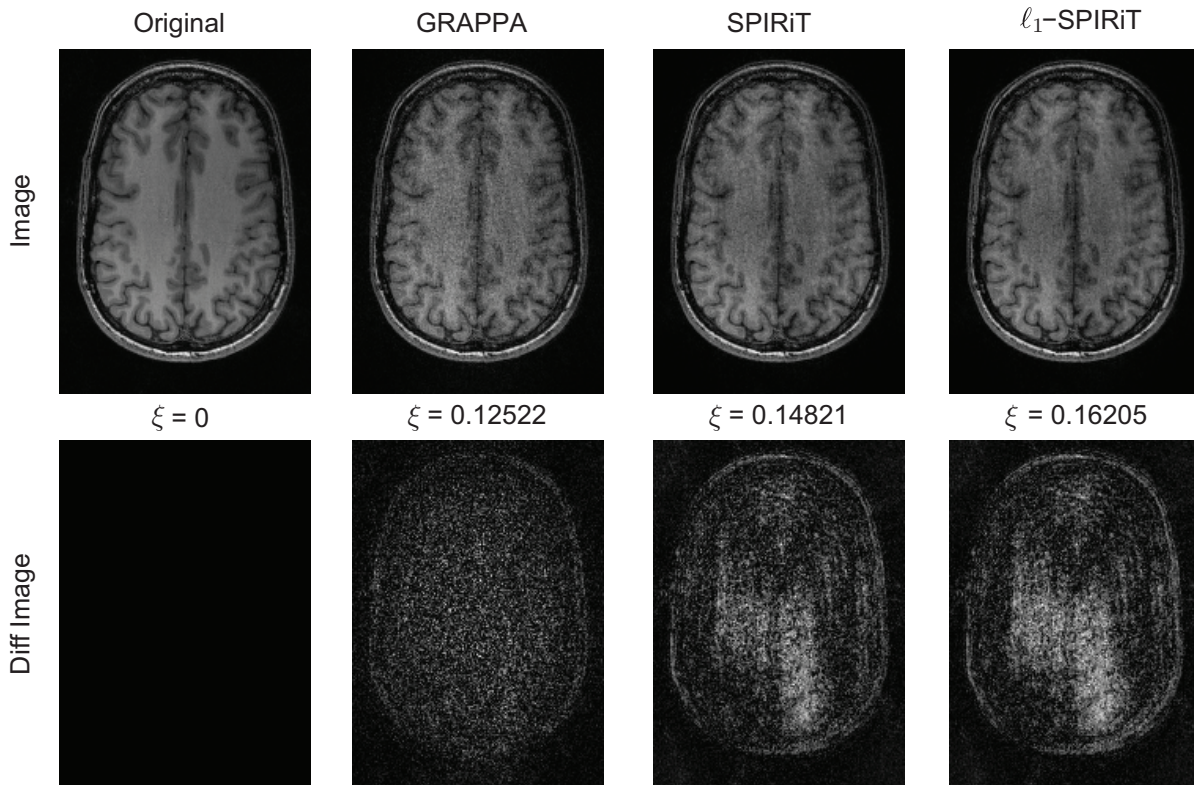 Original GRAPPA SPIRiT ℓ₁−SPIRiT
Image
ξ = 0 ξ = 0.12522 ξ = 0.14821 ξ = 0.16205
Diff Image